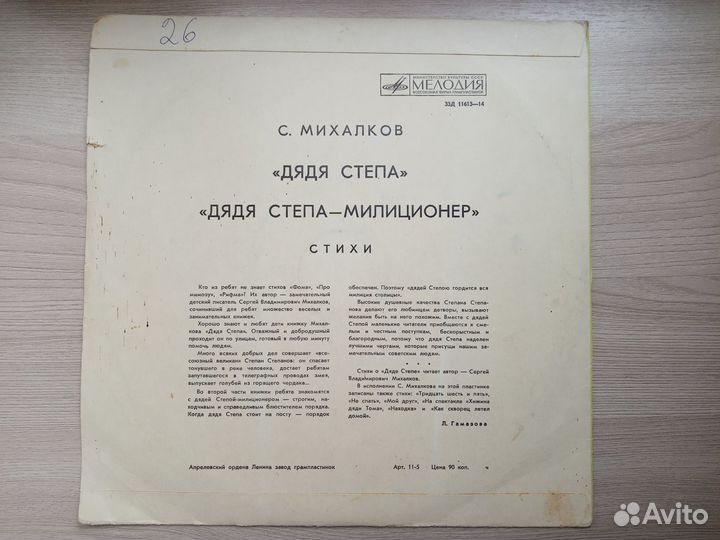 26
МИНИСТЕРСТВО КУЛЬТУРЫ СССР
МЕЛОДИЯ
ВСЕСОЮЗНАЯ ФИРМА ГРАМПЛАСТИНОК
33Д 11613—14
С. МИХАЛКОВ
«ДЯДЯ СТЕПА»
«ДЯДЯ СТЕПА—МИЛИЦИОНЕР»
СТИХИ
Кто из ребят не знает стихов «Фома», «Про
мимозу», «Рифма»! Их автор — замечательный
детский писатель Сергей Владимирович Михалков,
сочинивший для ребят множество веселых и
занимательных книжек.
Хорошо знают и любят дети книжку Михал-
кова «Дядя Степа». Отважный и добродушный
проходит он по улицам, готовый в любую минуту
помочь людям.
Много всяких добрых дел совершает «все-
союзный великан» Степан Степанов: он спасает
тонувшего в реке человека, достает ребятам
запутавшегося в телеграфных проводах змея,
выпускает голубей из горящего чердака...
Во второй части книжки ребята знакомятся
с дядей Степой-милиционером — строгим, на-
ходчивым и справедливым блюстителем порядка.
Когда дядя Степа стоит на посту — порядок
обеспечен. Поэтому «дядей Степою гордится вся
милиция столицы».
Высокие душевные качества Степана Степа-
нова делают его любимцем детворы, вызывают
желание быть на него похожим. Вместе с дядей
Степой маленькие читатели приобщаются к сме-
лым и честным поступкам, бескорыстным и
благородным, потому что дядя Степа наделен
лучшими чертами, которые присущи нашим за-
мечательным советским людям.
* * *
Стихи о «Дяде Степе» читает автор — Сергей
Владимирович Михалков.
В исполнении С. Михалкова на этой пластинке
записаны также стихи: «Тридцать шесть и пять»,
«Не спать», «Мой друг», «На спектакле «Хижина
дяди Тома», «Находка» и «Как скворец летел
домой».
Л. Гамазова
Апрелевский ордена Ленина завод грампластинок
Арт. 11-5 Цена 90 коп. ч
Avito